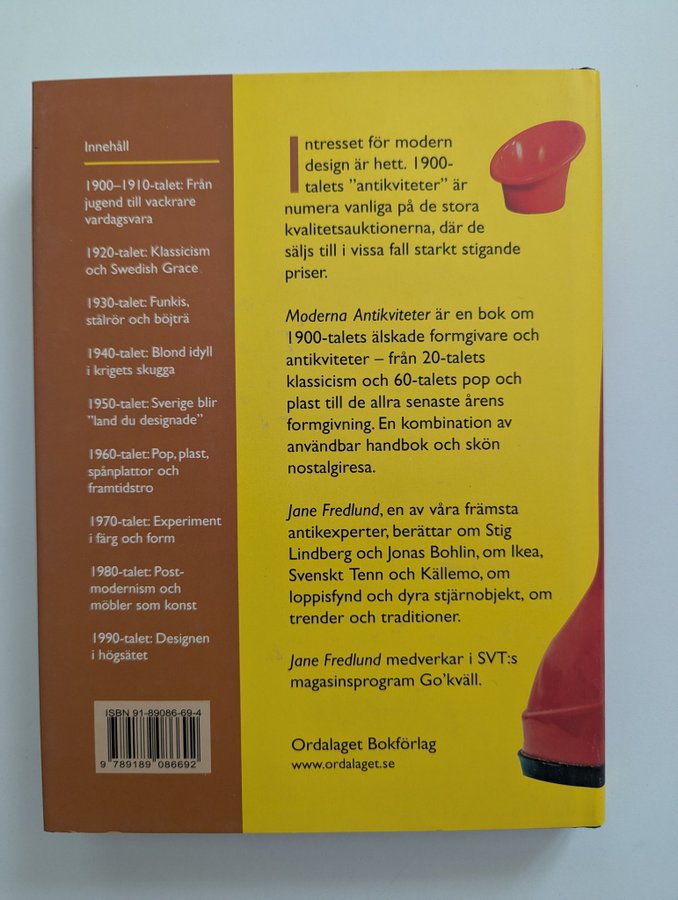 Innehåll
1900–1910-talet: Från
jugend till vackrare
vardagsvara
1920-talet: Klassicism
och Swedish Grace
1930-talet: Funkis,
stålrör och böjträ
1940-talet: Blond idyll
i krigets skugga
1950-talet: Sverige blir
”land du designade”
1960-talet: Pop, plast,
spånplattor och
framtidstro
1970-talet: Experiment
i färg och form
1980-talet: Post-
modernism och
möbler som konst
1990-talet: Designen
i högsätet
ISBN 91-89086-69-4
9 789189 086692
Intresset för modern
design är hett. 1900-
talets ”antikviteter” är
numera vanliga på de stora
kvalitetsauktionerna, där de
säljs till i vissa fall starkt stigande
priser.
Moderna Antikviteter är en bok om
1900-talets älskade formgivare och
antikviteter – från 20-talets
klassicism och 60-talets pop och
plast till de allra senaste årens
formgivning. En kombination av
användbar handbok och skön
nostalgiresa.
Jane Fredlund, en av våra främsta
antikexperter, berättar om Stig
Lindberg och Jonas Bohlin, om Ikea,
Svenskt Tenn och Källemo, om
loppisfynd och dyra stjärnobjekt, om
trender och traditioner.
Jane Fredlund medverkar i SVT:s
magasinsprogram Go’kväll.
Ordalaget Bokförlag
www.ordalaget.se